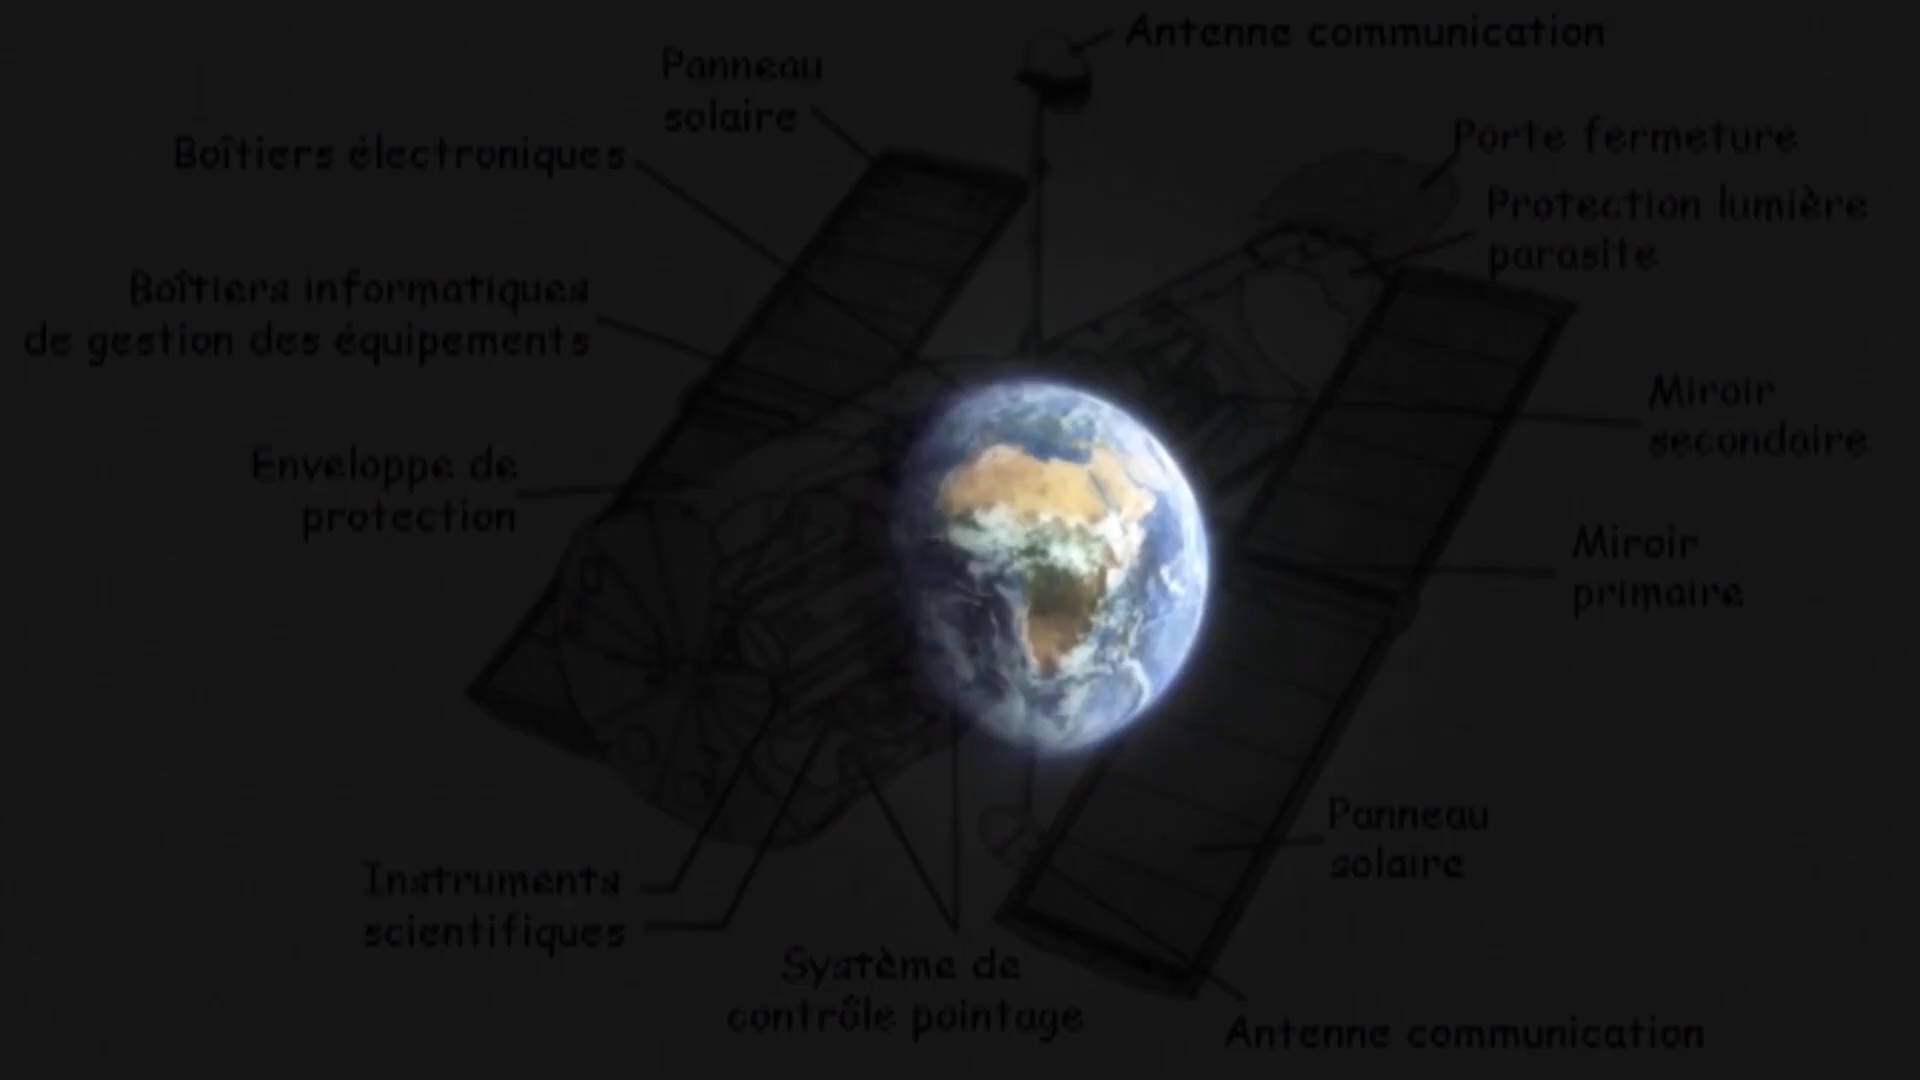 Antenne communication
Panneau
solaire
Boîtiers électroniques
Porte fermeture
Protection lumière
parasite
Boîtiers informatiques
de gestion des équipements
Miroir
secondaire
Enveloppe de
protection
Miroir
primaire
Panneau
solaire
Instruments
scientifiques
Système de
contrôle pointage
Antenne communication